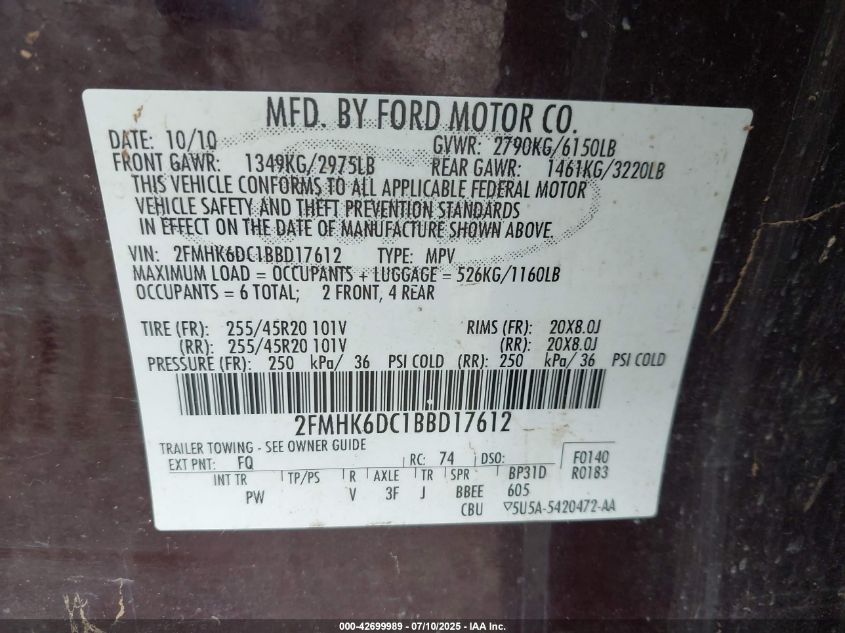 MFD. BY FORD MOTOR CO.
DATE: 10/10 GVWR: 2790KG/6150LB
FRONT GAWR: 1349KG/2975LB REAR GAWR: 1461KG/3220LB
THIS VEHICLE CONFORMS TO ALL APPLICABLE FEDERAL MOTOR
VEHICLE SAFETY AND THEFT PREVENTION STANDARDS
IN EFFECT ON THE DATE OF MANUFACTURE SHOWN ABOVE.
VIN: 2FMHK6DC1BBD17612 TYPE: MPV
MAXIMUM LOAD = OCCUPANTS + LUGGAGE = 526KG/1160LB
OCCUPANTS = 6 TOTAL; 2 FRONT, 4 REAR
TIRE (FR): 255/45R20 101V RIMS (FR): 20X8.0J
(RR): 255/45R20 101V (RR): 20X8.0J
PRESSURE (FR): 250 kPa/ 36 PSI COLD (RR): 250 kPa/ 36 PSI COLD
2FMHK6DC1BBD17612
TRAILER TOWING - SEE OWNER GUIDE
EXT PNT: FQ RC: 74 DSO: F0140
R0183
INT TR TP/PS R AXLE TR SPR BP31D
PW V 3F J BBEE 605
CBU ▽5U5A-5420472-AA
000-42699989 - 07/10/2025 - IAA Inc.